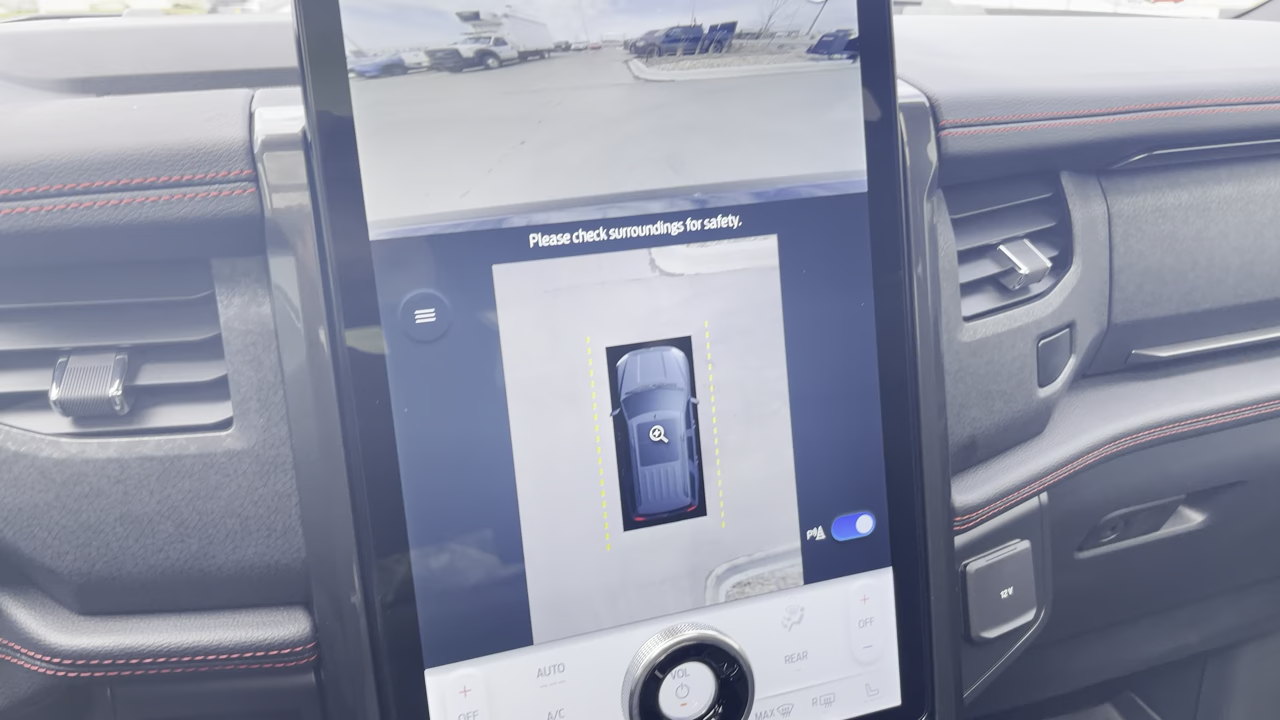 Please check surroundings for safety.
P
12V
OFF
AUTO
REAR
VOL
OFF
A/C
MAX
R